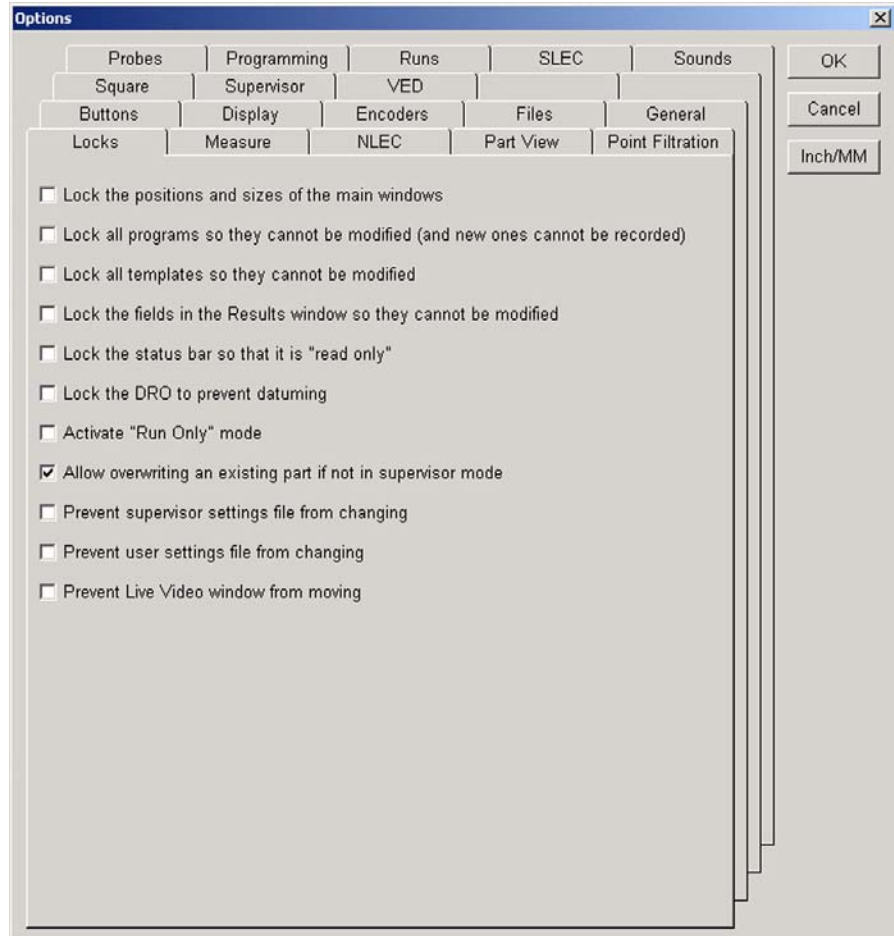 Options
Probes Programming Runs SLEC Sounds
OK
Square Supervisor VED
Buttons Display Encoders Files General
Cancel
Locks Measure NLEC Part View Point Filtration
Inch/MM
Lock the positions and sizes of the main windows
Lock all programs so they cannot be modified (and new ones cannot be recorded)
Lock all templates so they cannot be modified
Lock the fields in the Results window so they cannot be modified
Lock the status bar so that it is "read only"
Lock the DRO to prevent datuming
Activate "Run Only" mode
Allow overwriting an existing part if not in supervisor mode
Prevent supervisor settings file from changing
Prevent user settings file from changing
Prevent Live Video window from moving